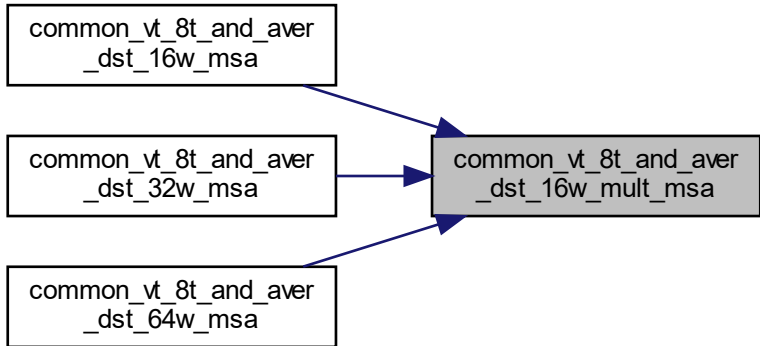 common_vt_8t_and_aver
_dst_16w_msa
common_vt_8t_and_aver
_dst_32w_msa
common_vt_8t_and_aver
_dst_16w_mult_msa
common_vt_8t_and_aver
_dst_64w_msa